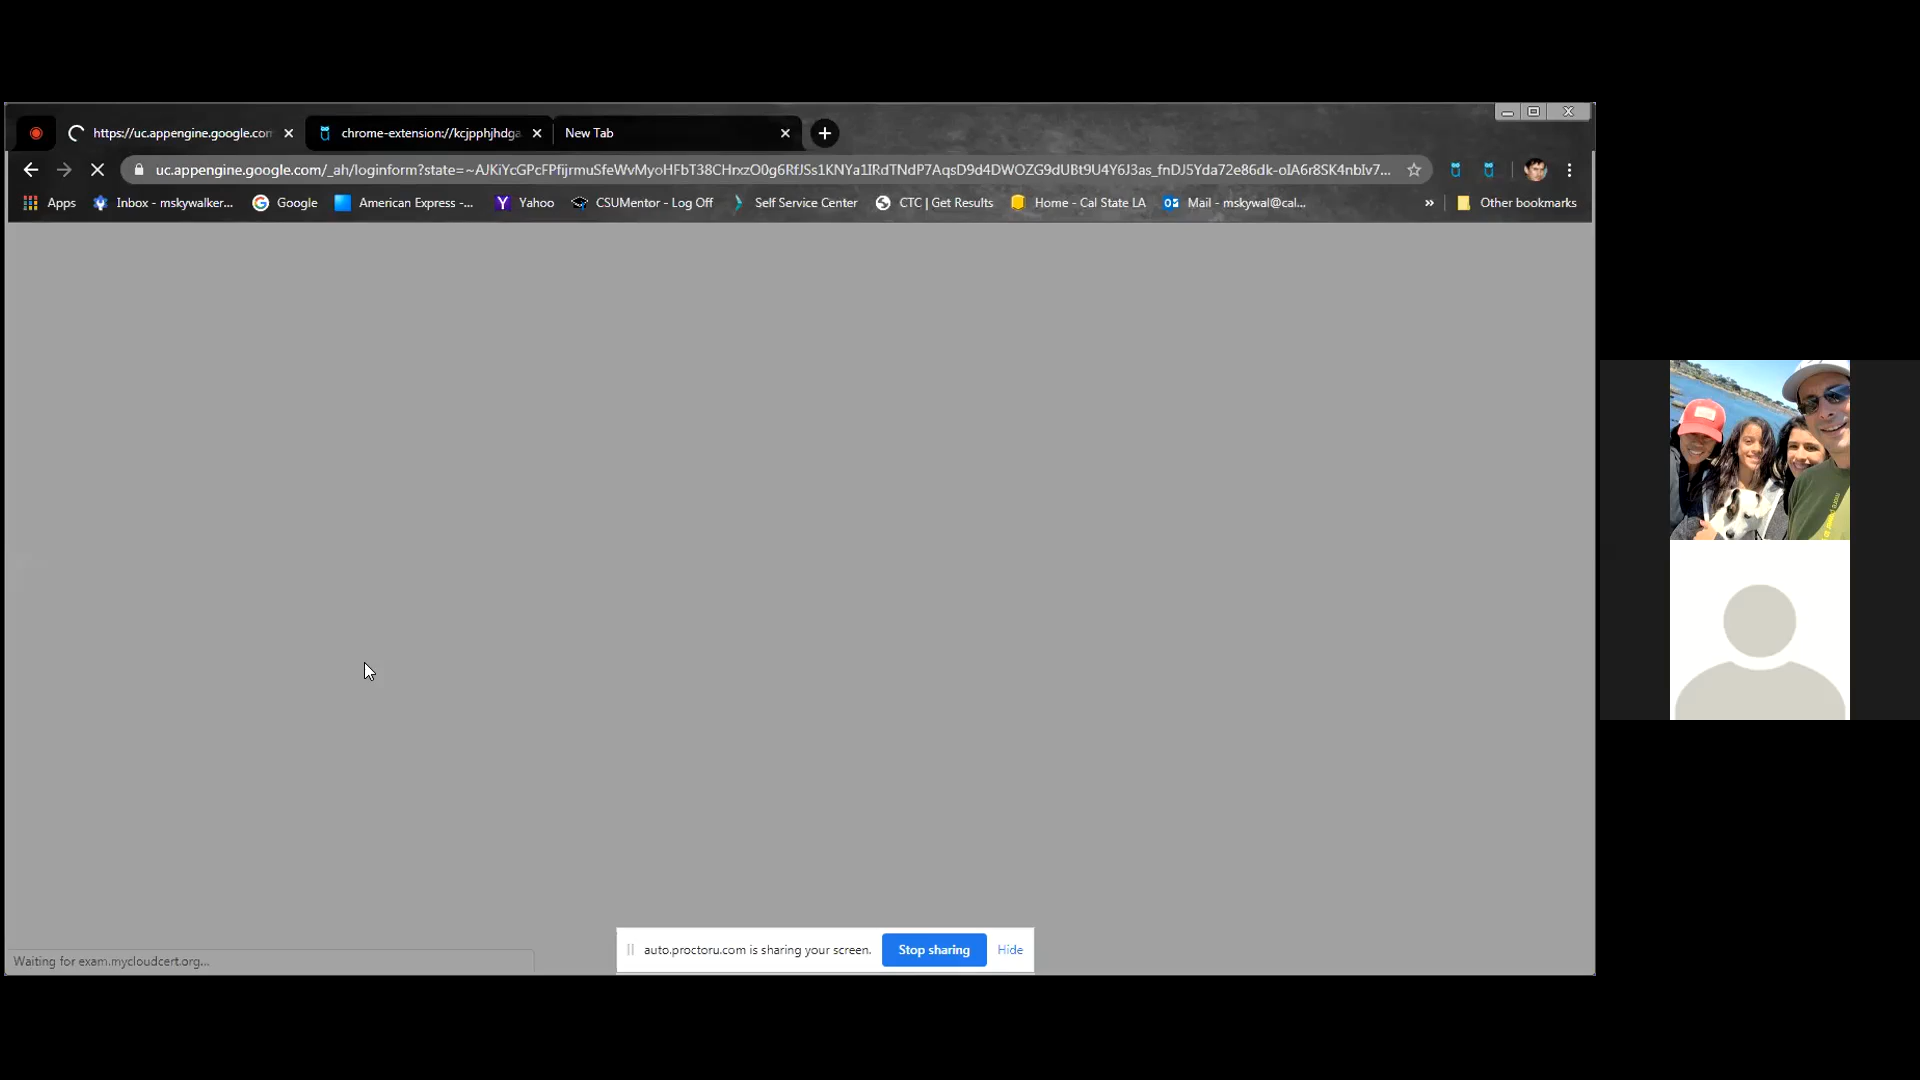 https://uc.appengine.google.com
chrome-extension://kcjpphjhdga
New Tab
uc.appengine.google.com/_ah/loginform?state=~AJKiYcGPcFPfijrmuSfeWvMyoHFbT38CHrxzO0g6RfJSs1KNYa1IRdTNdP7AqsD9d4DWOZG9dUBt9U4Y6J3as_fnDJ5Yda72e86dk-oIA6r8SK4nbIv7...
Apps
Inbox - mskywalker...
Google
American Express -...
Yahoo
CSUMentor - Log Off
Self Service Center
CTC | Get Results
Home - Cal State LA
Mail - mskywal@cal...
»
Other bookmarks
auto.proctoru.com is sharing your screen.
Stop sharing
Hide
Waiting for exam.mycloudcert.org...